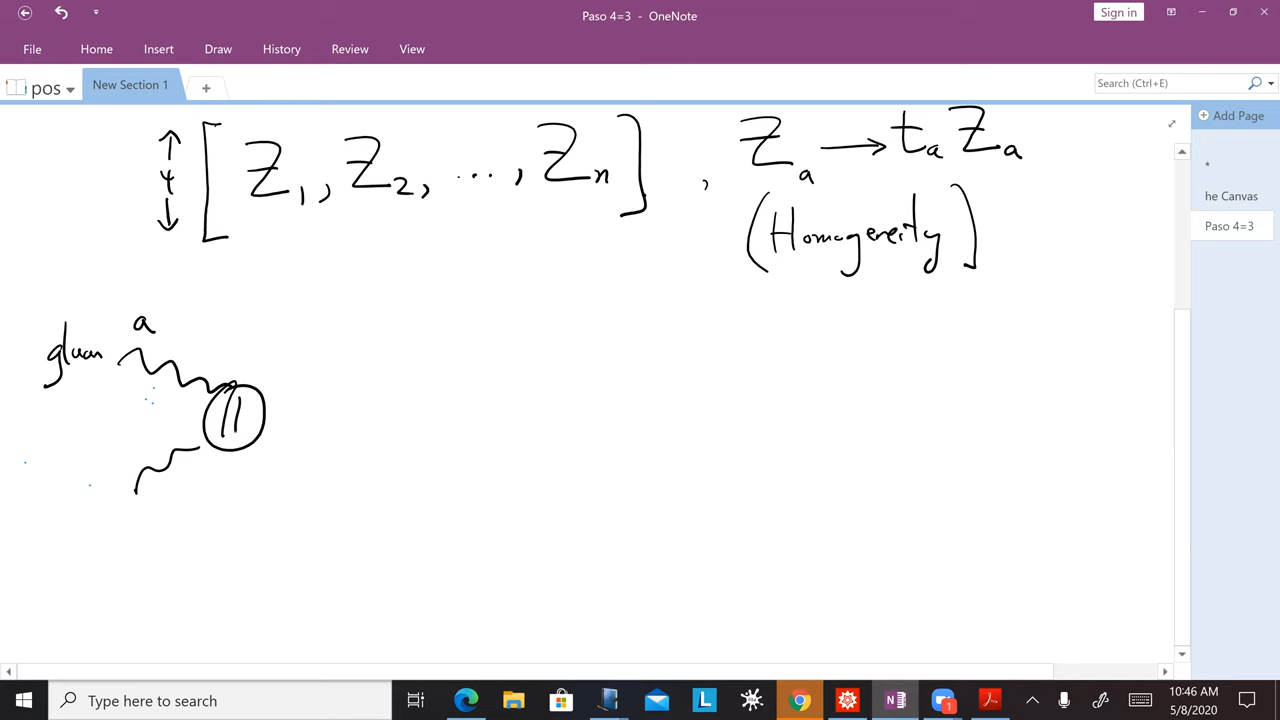 Paso 4=3 - OneNote
Sign in
File Home Insert Draw History Review View
pos New Section 1 +
Search (Ctrl+E)
Add Page
*
he Canvas
Paso 4=3
4 [Z₁, Z₂, ..., Zₙ] , Zₐ → tₐ Zₐ
(Homogeneity)
a
gluon
Type here to search
L
N
1
10:46 AM
5/8/2020